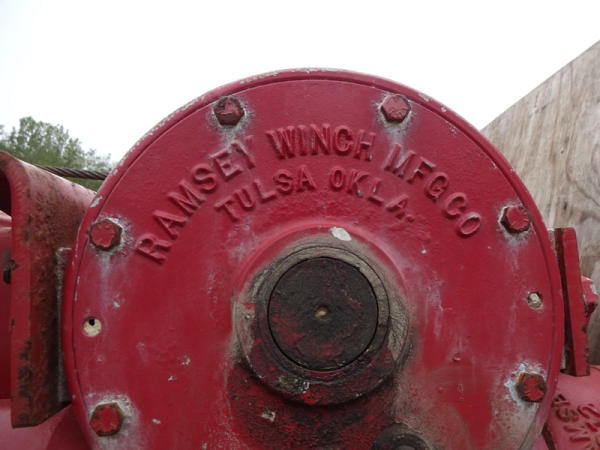 RAMSEY WINCH MFG CO
TULSA OKLA.